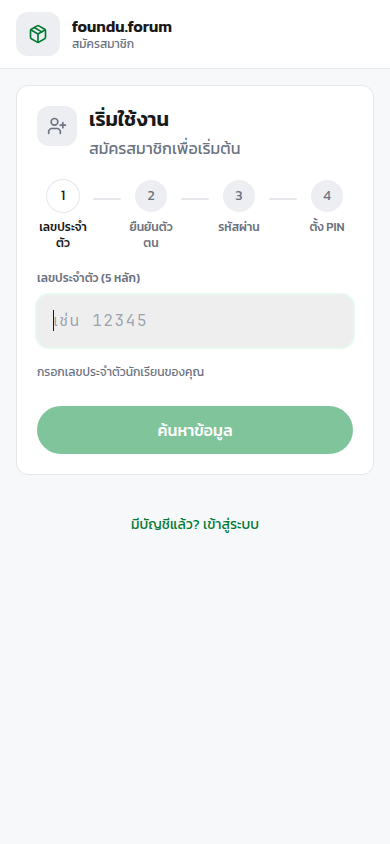 foundu.forum
สมัครสมาชิก
เริ่มใช้งาน
สมัครสมาชิกเพื่อเริ่มต้น
1
2
3
4
เลขประจำ
ตัว
ยืนยันตัว
ตน
รหัสผ่าน
ตั้ง PIN
เลขประจำตัว (5 หลัก)
เช่น 12345
กรอกเลขประจำตัวนักเรียนของคุณ
ค้นหาข้อมูล
มีบัญชีแล้ว? เข้าสู่ระบบ